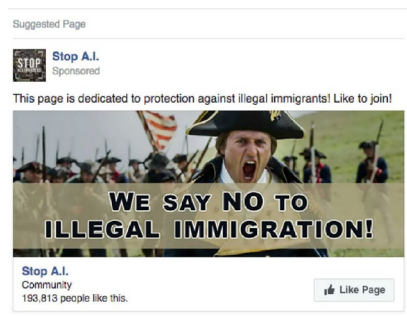 Suggested Page
STOP
Stop A.I.
Sponsored
This page is dedicated to protection against illegal immigrants! Like to join!
WE SAY NO TO
ILLEGAL IMMIGRATION!
Stop A.I.
Community
193,813 people like this.
Like Page